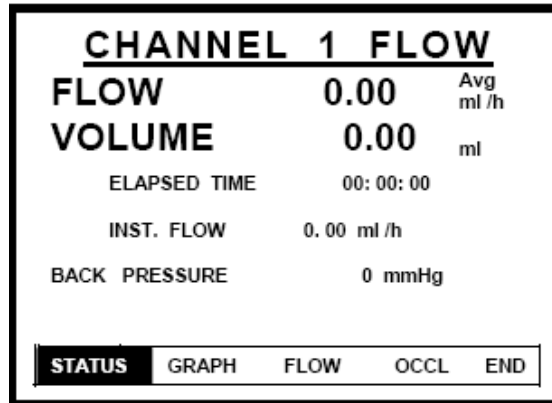 CHANNEL 1 FLOW
FLOW 0.00 Avg ml /h
VOLUME 0.00 ml
ELAPSED TIME 00: 00: 00
INST. FLOW 0. 00 ml /h
BACK PRESSURE 0 mmHg
STATUS GRAPH FLOW OCCL END